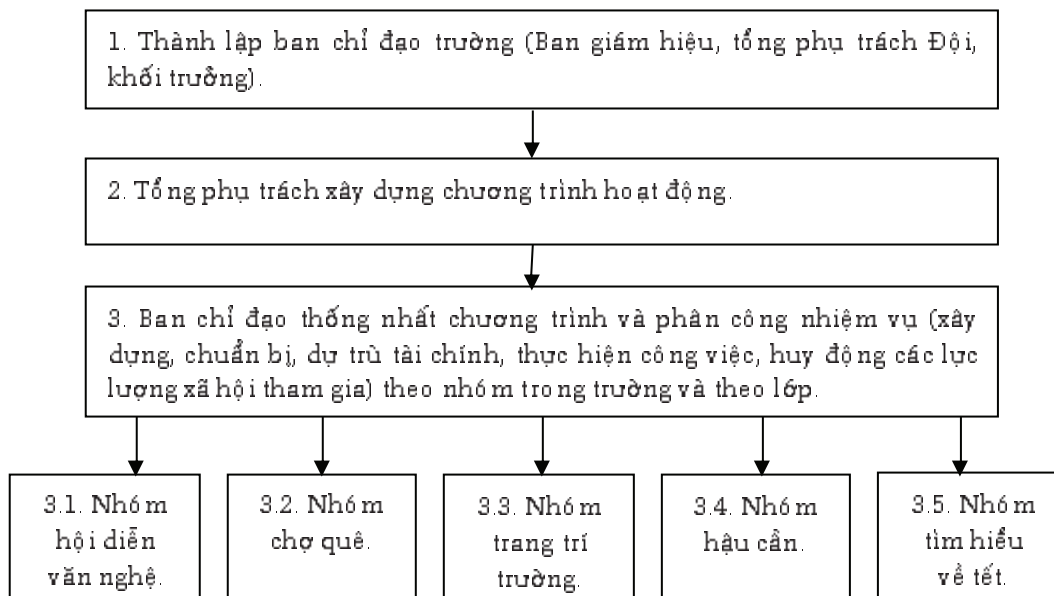 1. Thành lập ban chỉ đạo trường (Ban giám hiệu, tổng phụ trách Đội,
khối trưởng).
2. Tổng phụ trách xây dựng chương trình hoạt động.
3. Ban chỉ đạo thống nhất chương trình và phân công nhiệm vụ (xây
dựng, chuẩn bị, dự trù tài chính, thực hiện công việc, huy động các lực
lượng xã hội tham gia) theo nhóm trong trường và theo lớp.
3.1. Nhóm
hội diễn
văn nghệ.
3.2. Nhóm
chợ quê.
3.3. Nhóm
trang trí
trường.
3.4. Nhóm
hậu cần.
3.5. Nhóm
tìm hiểu
về tết.